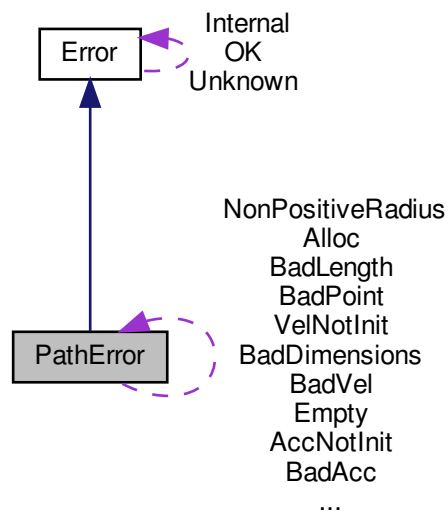 Internal
OK
Unknown
Error
NonPositiveRadius
Alloc
BadLength
BadPoint
VelNotInit
BadDimensions
BadVel
Empty
AccNotInit
BadAcc
...
PathError